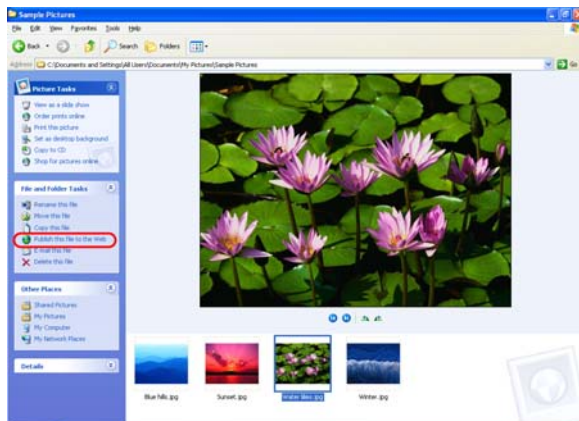 Sample Pictures
File Edit View Favorites Tools Help
Back Search Folders
Address C:\Documents and Settings\All Users\Documents\My Pictures\Sample Pictures Go
Picture Tasks
View as a slide show
Order prints online
Print this picture
Set as desktop background
Copy to CD
Shop for pictures online
File and Folder Tasks
Rename this file
Move this file
Copy this file
Publish this file to the Web
E-mail this file
Delete this file
Other Places
Shared Pictures
My Pictures
My Computer
My Network Places
Details
Blue hills.jpg Sunset.jpg Water lilies.jpg Winter.jpg